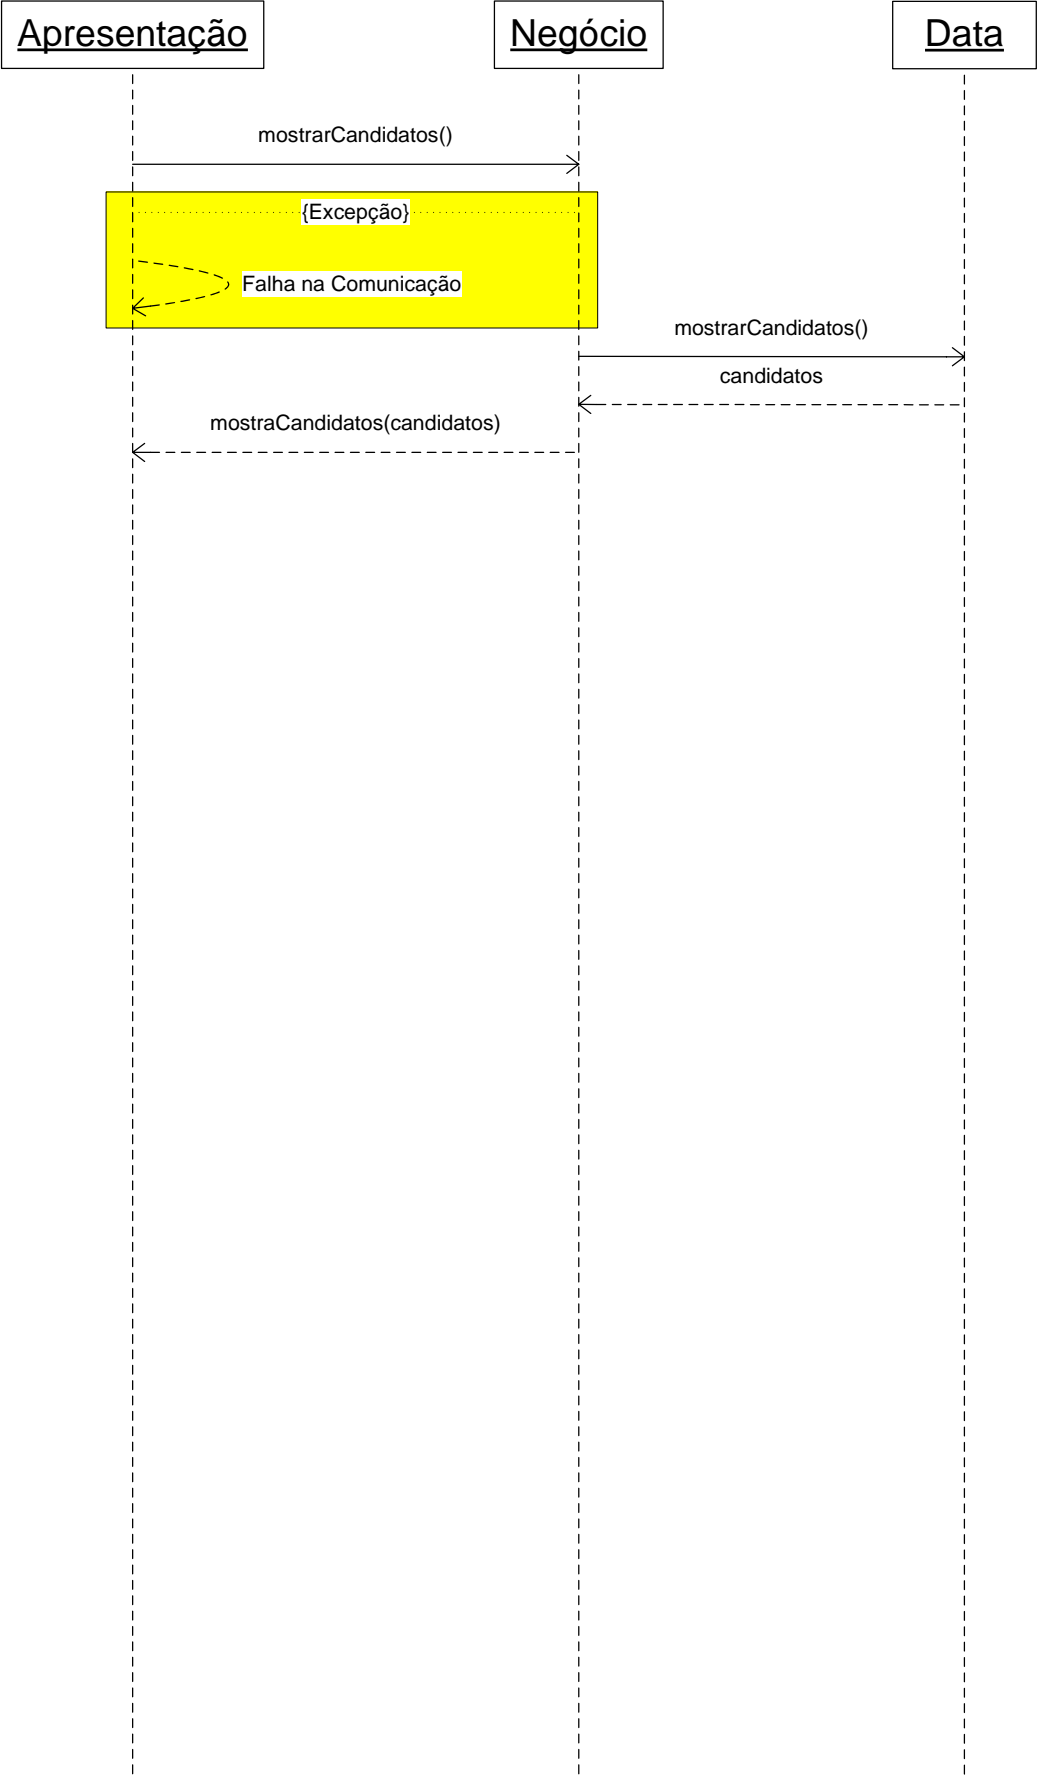 Apresentação
Negócio
Data
mostrarCandidatos()
{Excepção}
Falha na Comunicação
mostrarCandidatos()
candidatos
mostraCandidatos(candidatos)